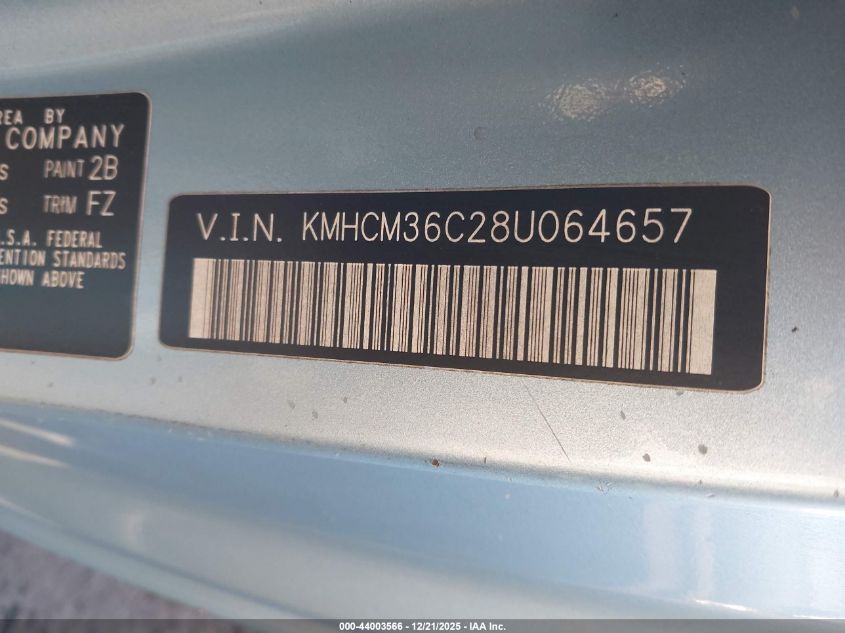 REA BY
COMPANY
S PAINT 2B
S TRIM FZ
.S.A. FEDERAL
ENTION STANDARDS
SHOWN ABOVE
V.I.N. KMHCM36C28U064657
000-44003566 - 12/21/2025 - IAA Inc.